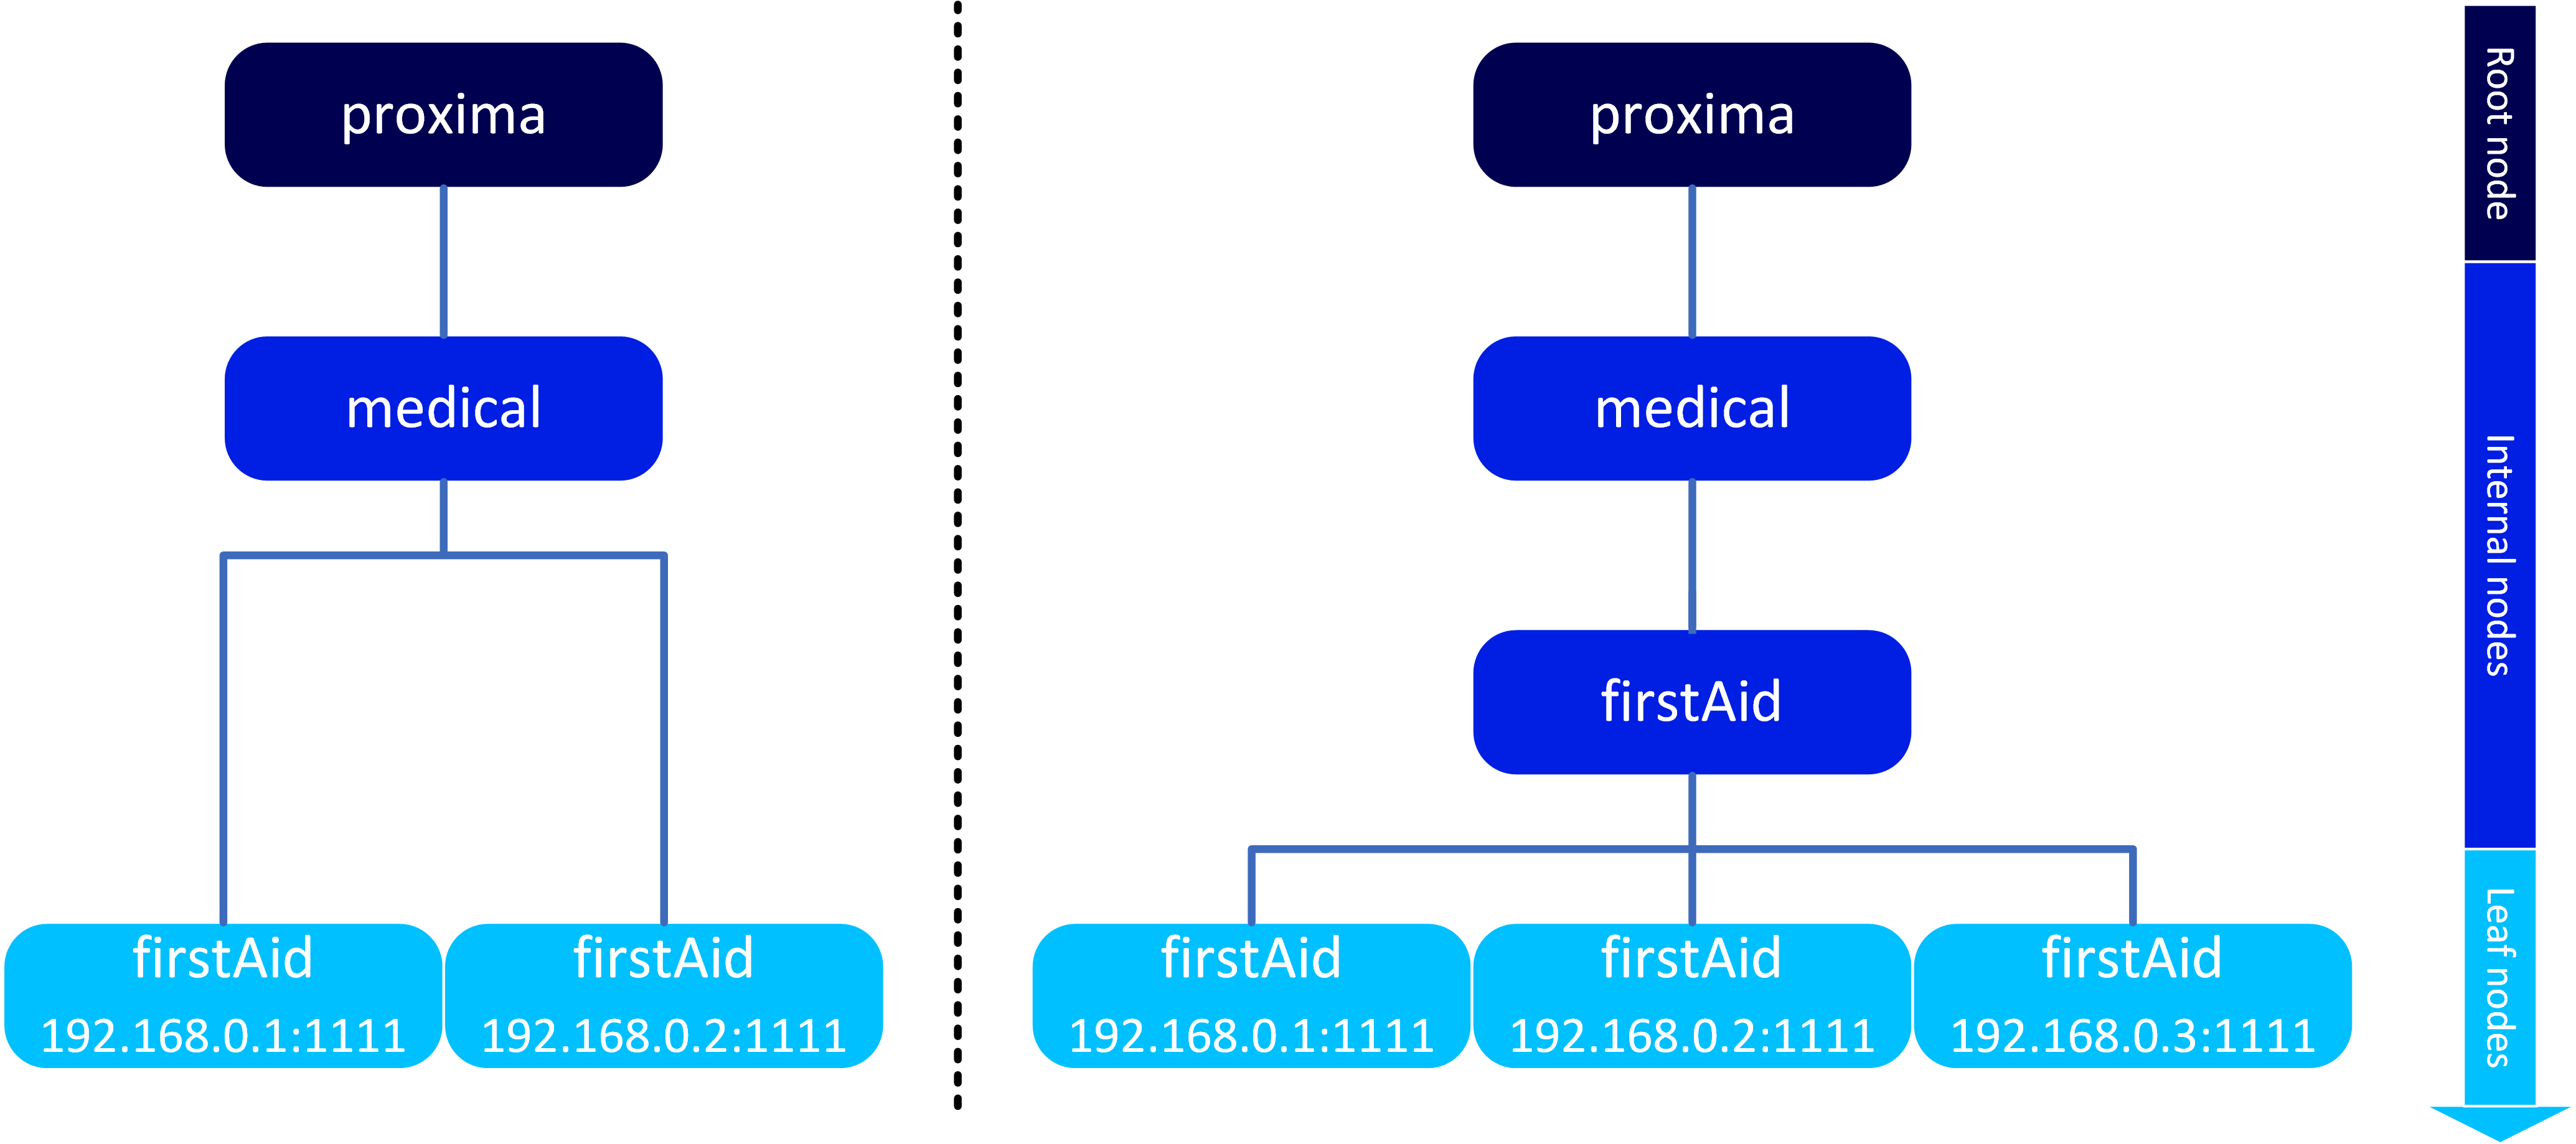 proxima
medical
firstAid
192.168.0.1:1111
firstAid
192.168.0.2:1111
proxima
medical
firstAid
firstAid
192.168.0.1:1111
firstAid
192.168.0.2:1111
firstAid
192.168.0.3:1111
Root node
Internal nodes
Leaf nodes